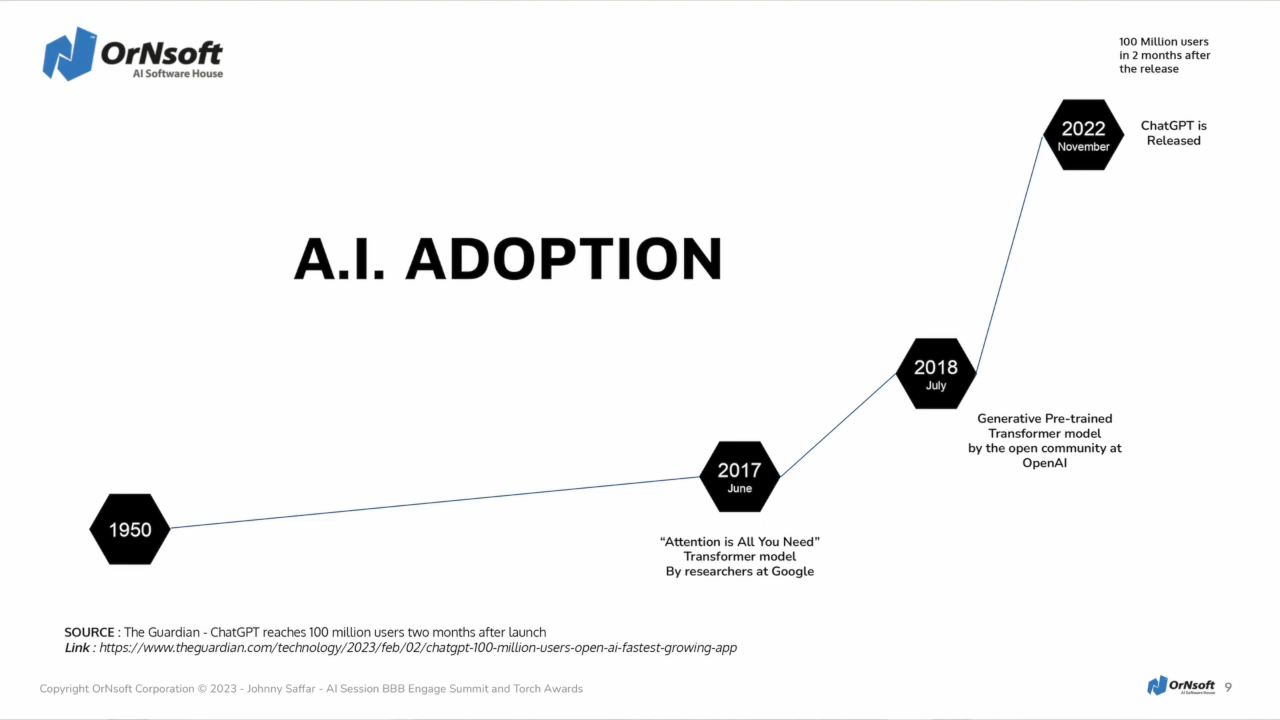 OrNsoft
AI Software House
100 Million users
in 2 months after
the release
2022
November
ChatGPT is
Released
A.I. ADOPTION
2018
July
Generative Pre-trained
Transformer model
by the open community at
OpenAI
2017
June
“Attention is All You Need”
Transformer model
By researchers at Google
1950
SOURCE : The Guardian - ChatGPT reaches 100 million users two months after launch
Link : https://www.theguardian.com/technology/2023/feb/02/chatgpt-100-million-users-open-ai-fastest-growing-app
Copyright OrNsoft Corporation © 2023 - Johnny Saffar - AI Session BBB Engage Summit and Torch Awards
OrNsoft
AI Software House
9